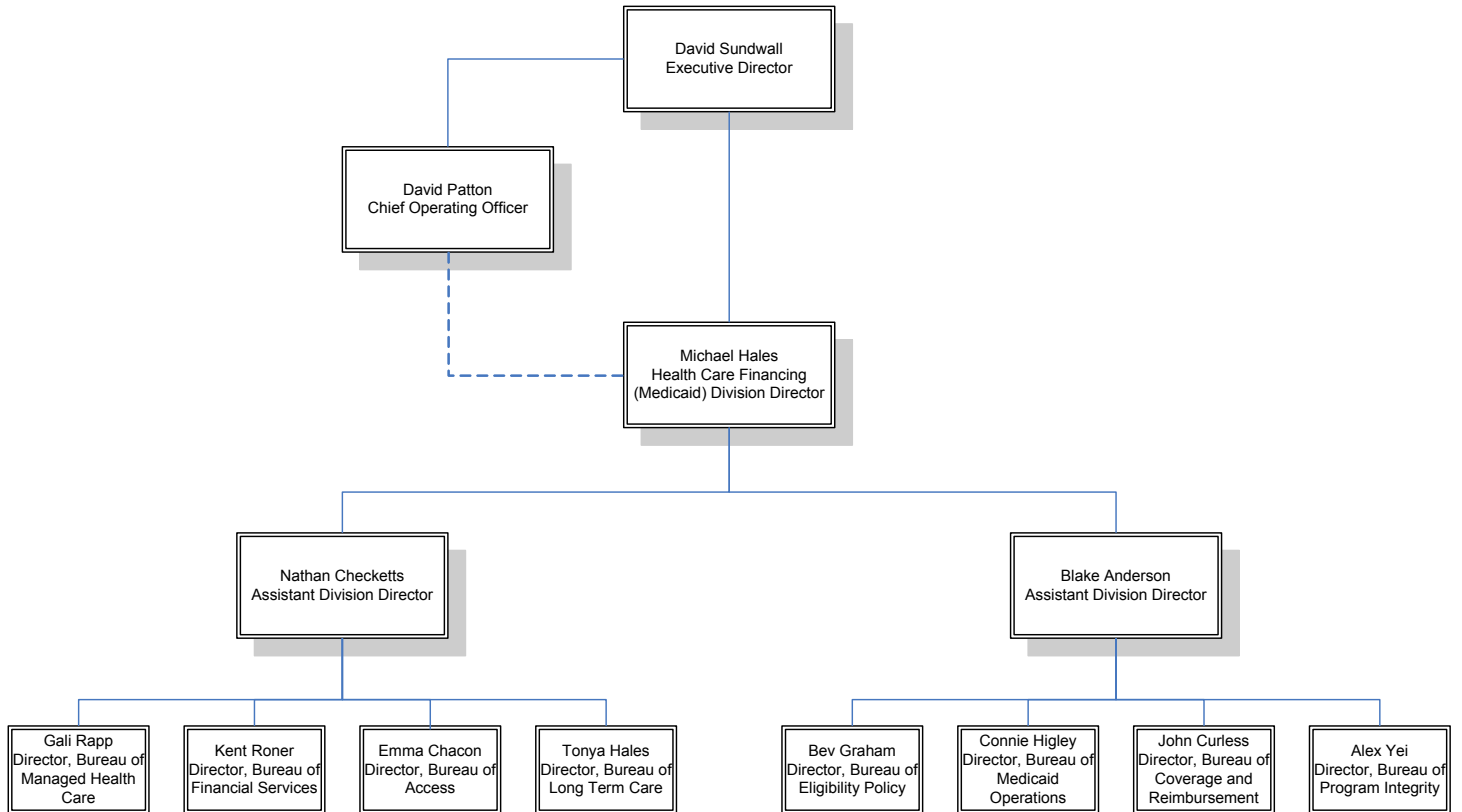 David Sundwall
Executive Director
David Patton
Chief Operating Officer
Michael Hales
Health Care Financing
(Medicaid) Division Director
Nathan Checketts
Assistant Division Director
Blake Anderson
Assistant Division Director
Gali Rapp
Director, Bureau of
Managed Health
Care
Kent Roner
Director, Bureau of
Financial Services
Emma Chacon
Director, Bureau of
Access
Tonya Hales
Director, Bureau of
Long Term Care
Bev Graham
Director, Bureau of
Eligibility Policy
Connie Higley
Director, Bureau of
Medicaid
Operations
John Curless
Director, Bureau of
Coverage and
Reimbursement
Alex Yei
Director, Bureau of
Program Integrity